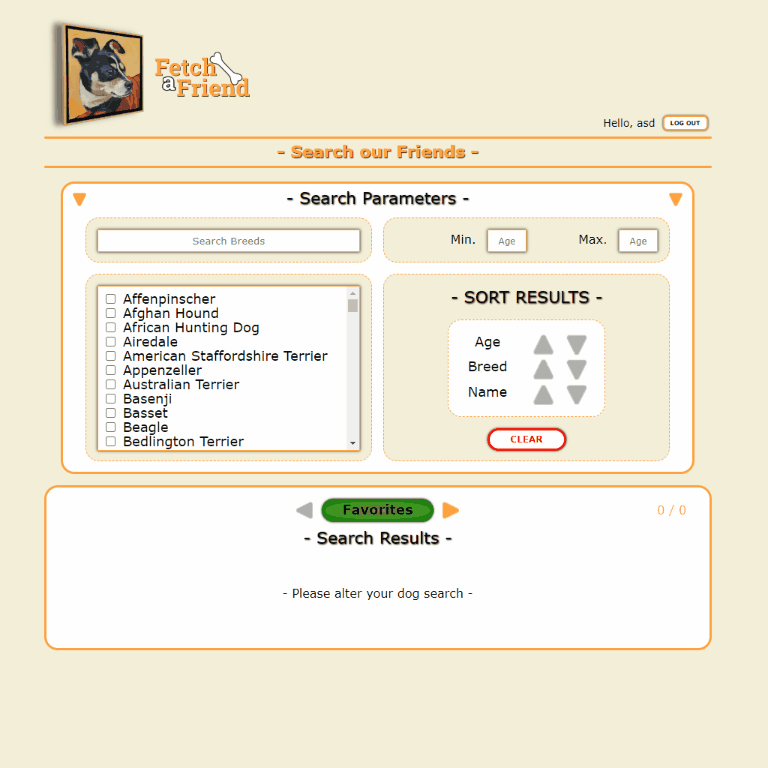 Fetch
a Friend
Hello, asd LOG OUT
- Search our Friends -
- Search Parameters -
Search Breeds
Min. Age Max. Age
Affenpinscher
Afghan Hound
African Hunting Dog
Airedale
American Staffordshire Terrier
Appenzeller
Australian Terrier
Basenji
Basset
Beagle
Bedlington Terrier
- SORT RESULTS -
Age
Breed
Name
CLEAR
Favorites
0 / 0
- Search Results -
- Please alter your dog search -